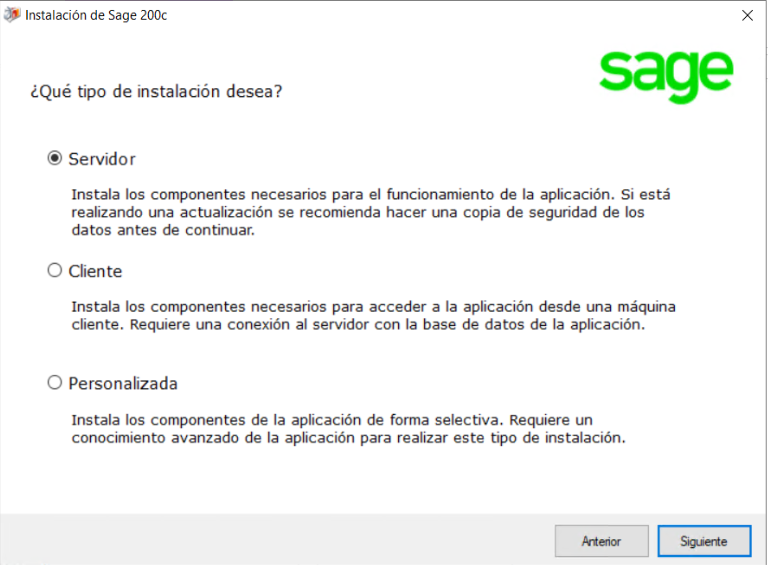 Instalación de Sage 200c
sage
¿Qué tipo de instalación desea?
Servidor
Instala los componentes necesarios para el funcionamiento de la aplicación. Si está
realizando una actualización se recomienda hacer una copia de seguridad de los
datos antes de continuar.
Cliente
Instala los componentes necesarios para acceder a la aplicación desde una máquina
cliente. Requiere una conexión al servidor con la base de datos de la aplicación.
Personalizada
Instala los componentes de la aplicación de forma selectiva. Requiere un
conocimiento avanzado de la aplicación para realizar este tipo de instalación.
Anterior
Siguiente